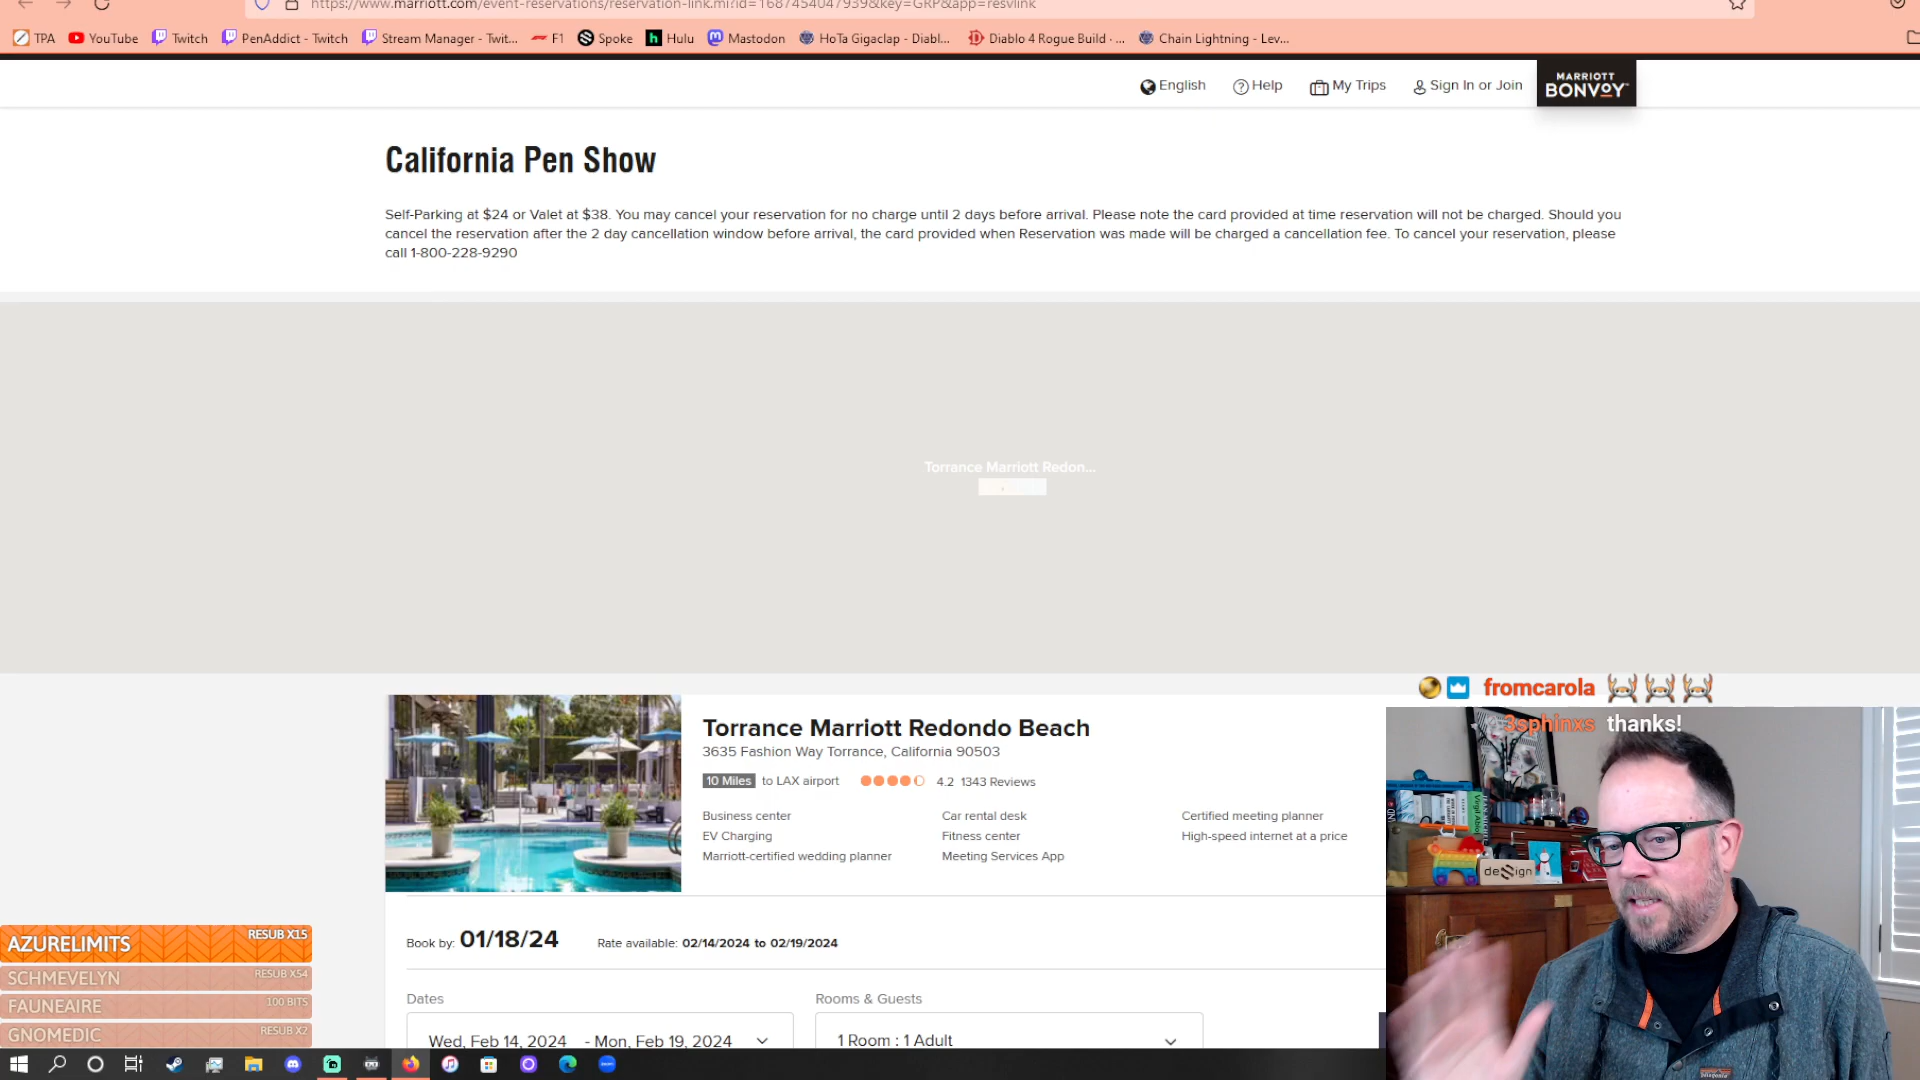 https://www.marriott.com/event-reservations/reservation-link.mi?id=1687454047939&key=GRP&app=resvlink
TPA YouTube Twitch PenAddict - Twitch Stream Manager - Twit... F1 Spoke Hulu Mastodon HoTa Gigaclap - Diabl... Diablo 4 Rogue Build · ... Chain Lightning - Lev...
English Help My Trips Sign In or Join MARRIOTT BONVOY
California Pen Show
Self-Parking at $24 or Valet at $38. You may cancel your reservation for no charge until 2 days before arrival. Please note the card provided at time reservation will not be charged. Should you
cancel the reservation after the 2 day cancellation window before arrival, the card provided when Reservation was made will be charged a cancellation fee. To cancel your reservation, please
call 1-800-228-9290
Torrance Marriott Redon...
fromcarola
3sphinxs thanks!
Torrance Marriott Redondo Beach
3635 Fashion Way Torrance, California 90503
10 Miles to LAX airport 4.2 1343 Reviews
Business center Car rental desk Certified meeting planner
EV Charging Fitness center High-speed internet at a price
Marriott-certified wedding planner Meeting Services App
deSign
Book by: 01/18/24 Rate available: 02/14/2024 to 02/19/2024
Dates Rooms & Guests
Wed, Feb 14, 2024 - Mon, Feb 19, 2024 1 Room : 1 Adult
AZURELIMITS RESUB X15
SCHMEVELYN RESUB X54
FAUNEAIRE 100 BITS
GNOMEDIC RESUB X2